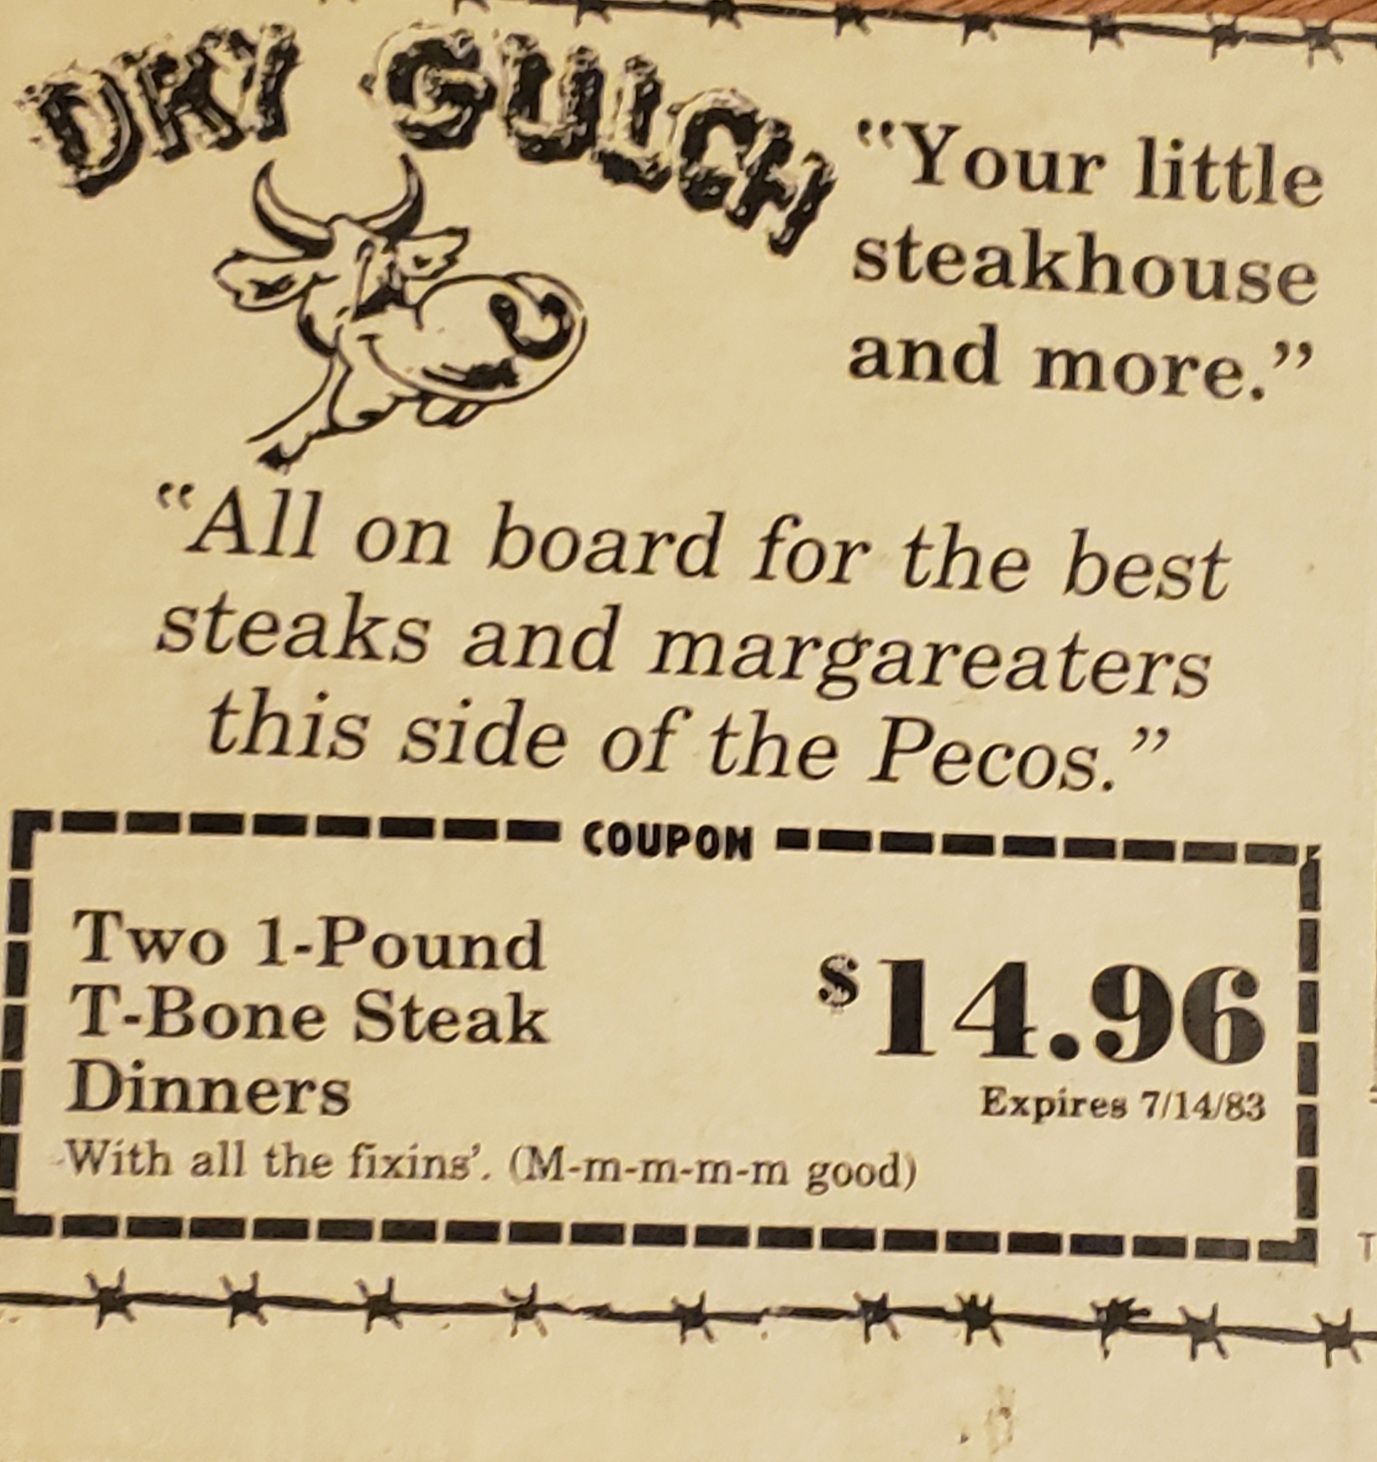 DRY GULCH
"Your little
steakhouse
and more."
"All on board for the best
steaks and margareaters
this side of the Pecos."
COUPON
Two 1-Pound
T-Bone Steak
Dinners
$14.96
Expires 7/14/83
With all the fixins'. (M-m-m-m-m good)
T